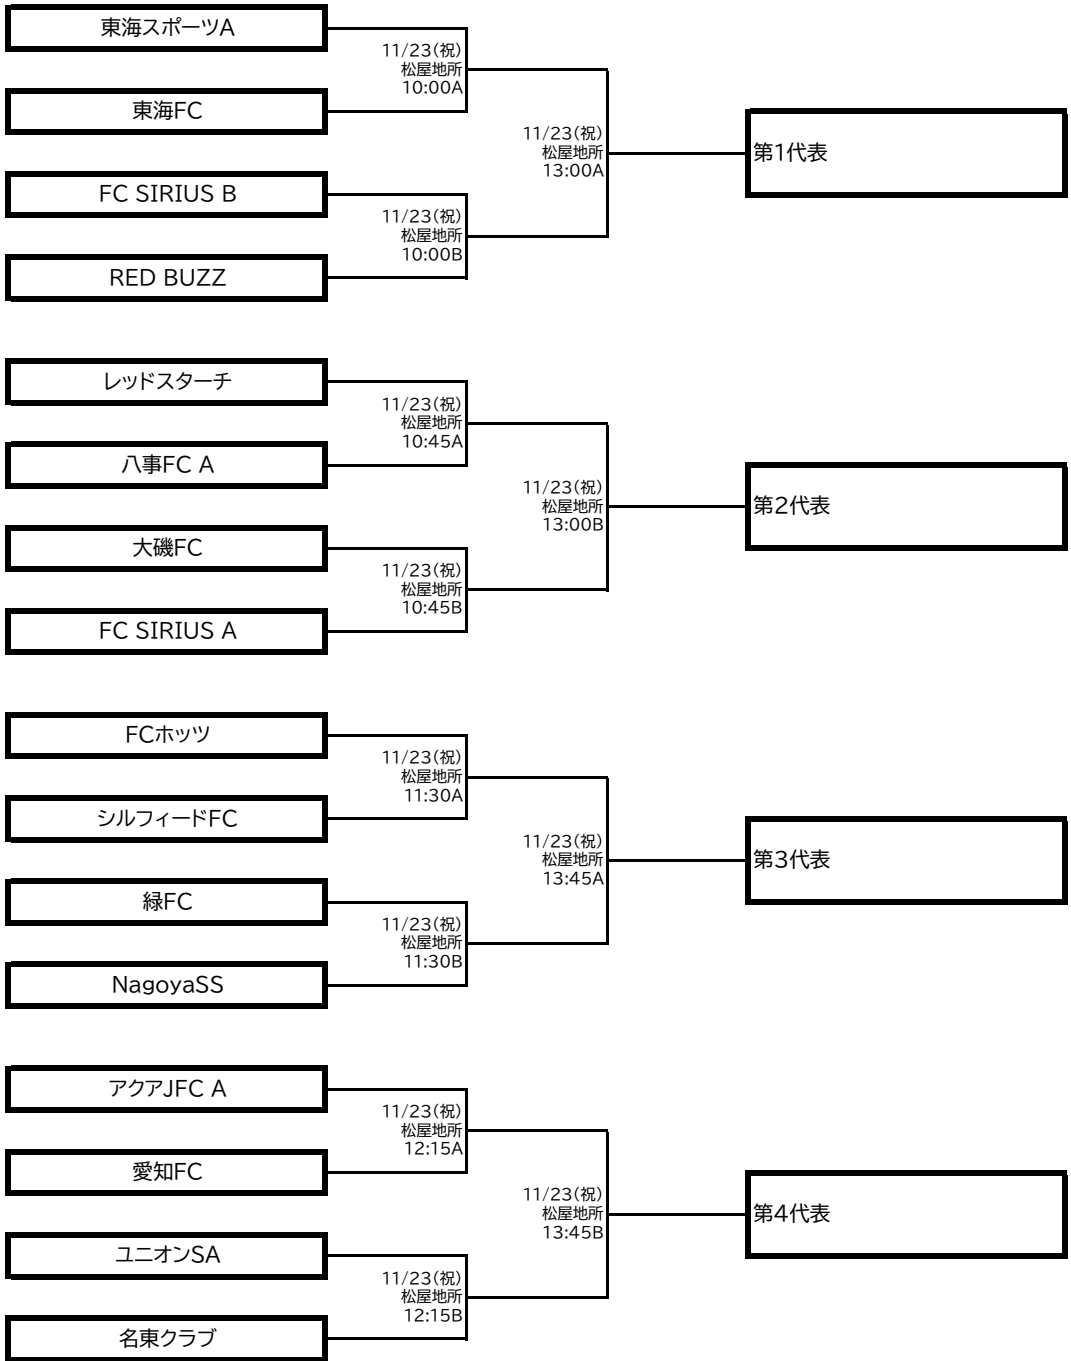 東海スポーツA
11/23(祝)
松屋地所
10:00A
東海FC
11/23(祝)
松屋地所
13:00A
第1代表
FC SIRIUS B
11/23(祝)
松屋地所
10:00B
RED BUZZ
レッドスターチ
11/23(祝)
松屋地所
10:45A
八事FC A
11/23(祝)
松屋地所
13:00B
第2代表
大磯FC
11/23(祝)
松屋地所
10:45B
FC SIRIUS A
FCホッツ
11/23(祝)
松屋地所
11:30A
シルフィードFC
11/23(祝)
松屋地所
13:45A
第3代表
緑FC
11/23(祝)
松屋地所
11:30B
NagoyaSS
アクアJFC A
11/23(祝)
松屋地所
12:15A
愛知FC
11/23(祝)
松屋地所
13:45B
第4代表
ユニオンSA
11/23(祝)
松屋地所
12:15B
名東クラブ